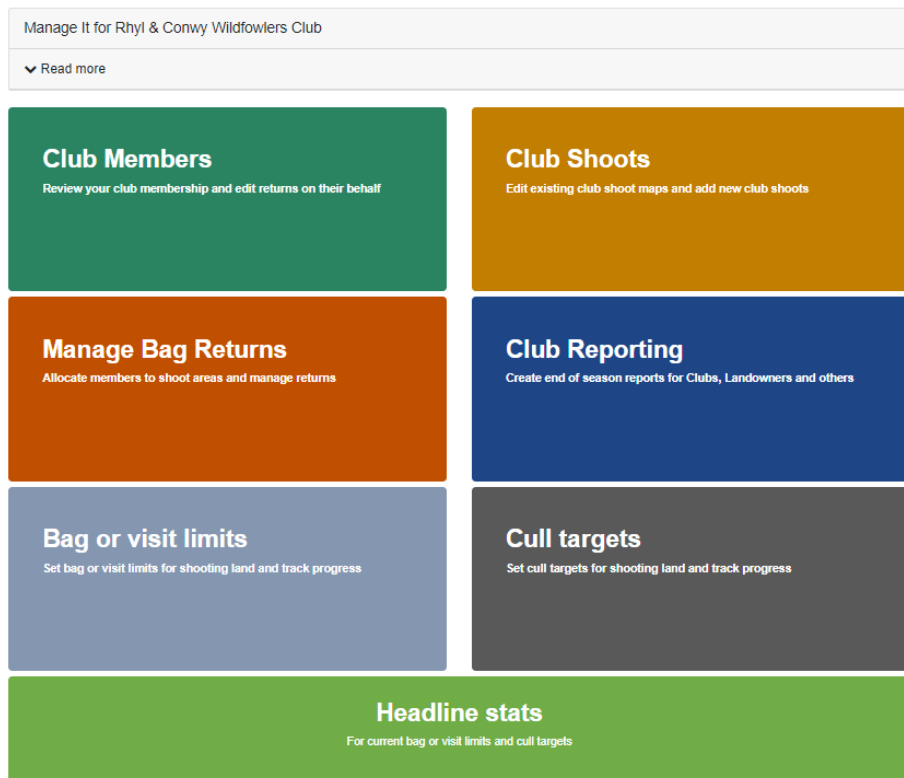 Manage It for Rhyl & Conwy Wildfowlers Club
Read more
Club Members
Review your club membership and edit returns on their behalf
Club Shoots
Edit existing club shoot maps and add new club shoots
Manage Bag Returns
Allocate members to shoot areas and manage returns
Club Reporting
Create end of season reports for Clubs, Landowners and others
Bag or visit limits
Set bag or visit limits for shooting land and track progress
Cull targets
Set cull targets for shooting land and track progress
Headline stats
For current bag or visit limits and cull targets